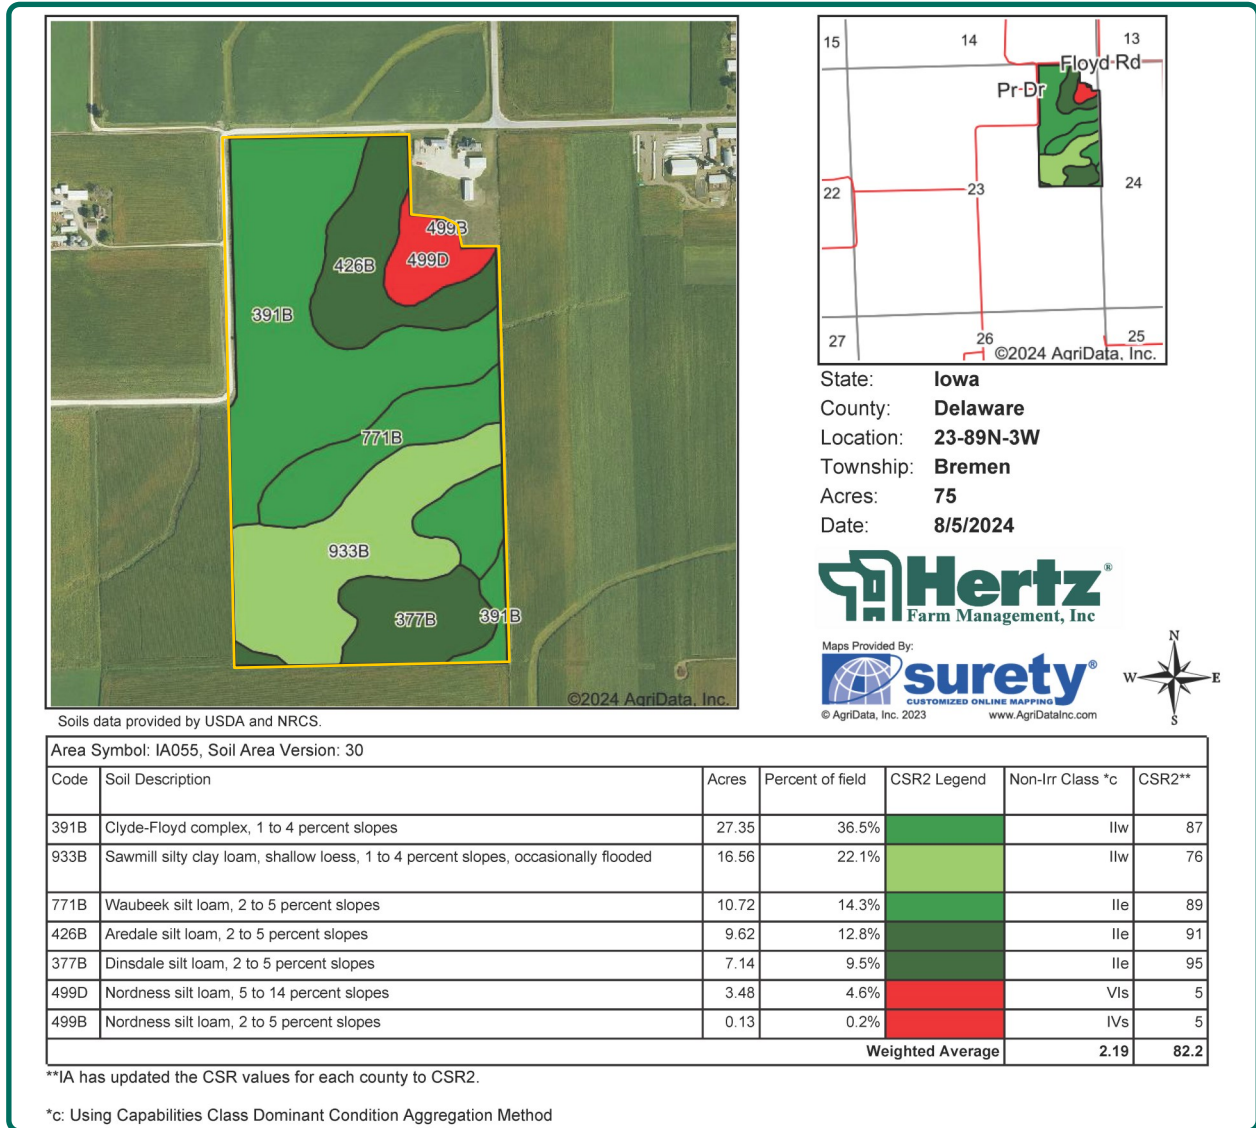 499B
426B
499D
391B
771B
933B
377B
391B
©2024 AgriData, Inc.
Soils data provided by USDA and NRCS.
15
14
13
Floyd Rd
Pr Dr
22
23
24
27
26
25
©2024 AgriData, Inc.
State: Iowa
County: Delaware
Location: 23-89N-3W
Township: Bremen
Acres: 75
Date: 8/5/2024
Hertz®
Farm Management, Inc
Maps Provided By:
surety®
CUSTOMIZED ONLINE MAPPING
© AgriData, Inc. 2023 www.AgriDataInc.com
N
W E
S
Area Symbol: IA055, Soil Area Version: 30
Code Soil Description Acres Percent of field CSR2 Legend Non-Irr Class *c CSR2**
391B Clyde-Floyd complex, 1 to 4 percent slopes 27.35 36.5% IIw 87
933B Sawmill silty clay loam, shallow loess, 1 to 4 percent slopes, occasionally flooded 16.56 22.1% IIw 76
771B Waubeek silt loam, 2 to 5 percent slopes 10.72 14.3% IIe 89
426B Aredale silt loam, 2 to 5 percent slopes 9.62 12.8% IIe 91
377B Dinsdale silt loam, 2 to 5 percent slopes 7.14 9.5% IIe 95
499D Nordness silt loam, 5 to 14 percent slopes 3.48 4.6% VIs 5
499B Nordness silt loam, 2 to 5 percent slopes 0.13 0.2% IVs 5
Weighted Average 2.19 82.2
**IA has updated the CSR values for each county to CSR2.
*c: Using Capabilities Class Dominant Condition Aggregation Method